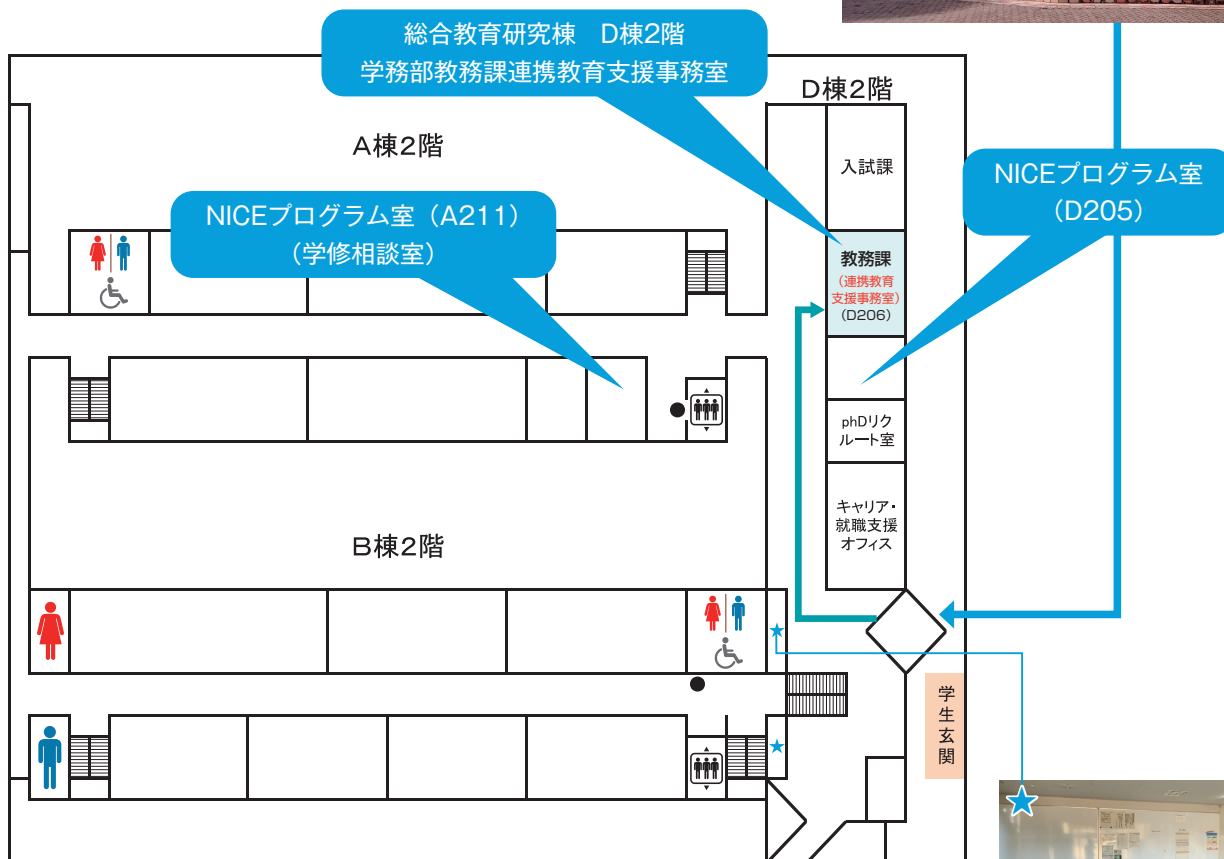 総合教育研究棟　D棟2階
学務部教務課連携教育支援事務室
D棟2階
A棟2階
入試課
NICEプログラム室
（D205）
NICEプログラム室（A211）
（学修相談室）
教務課
（連携教育
支援事務室）
（D206）
phDリク
ルート室
キャリア・
就職支援
オフィス
B棟2階
学生玄関